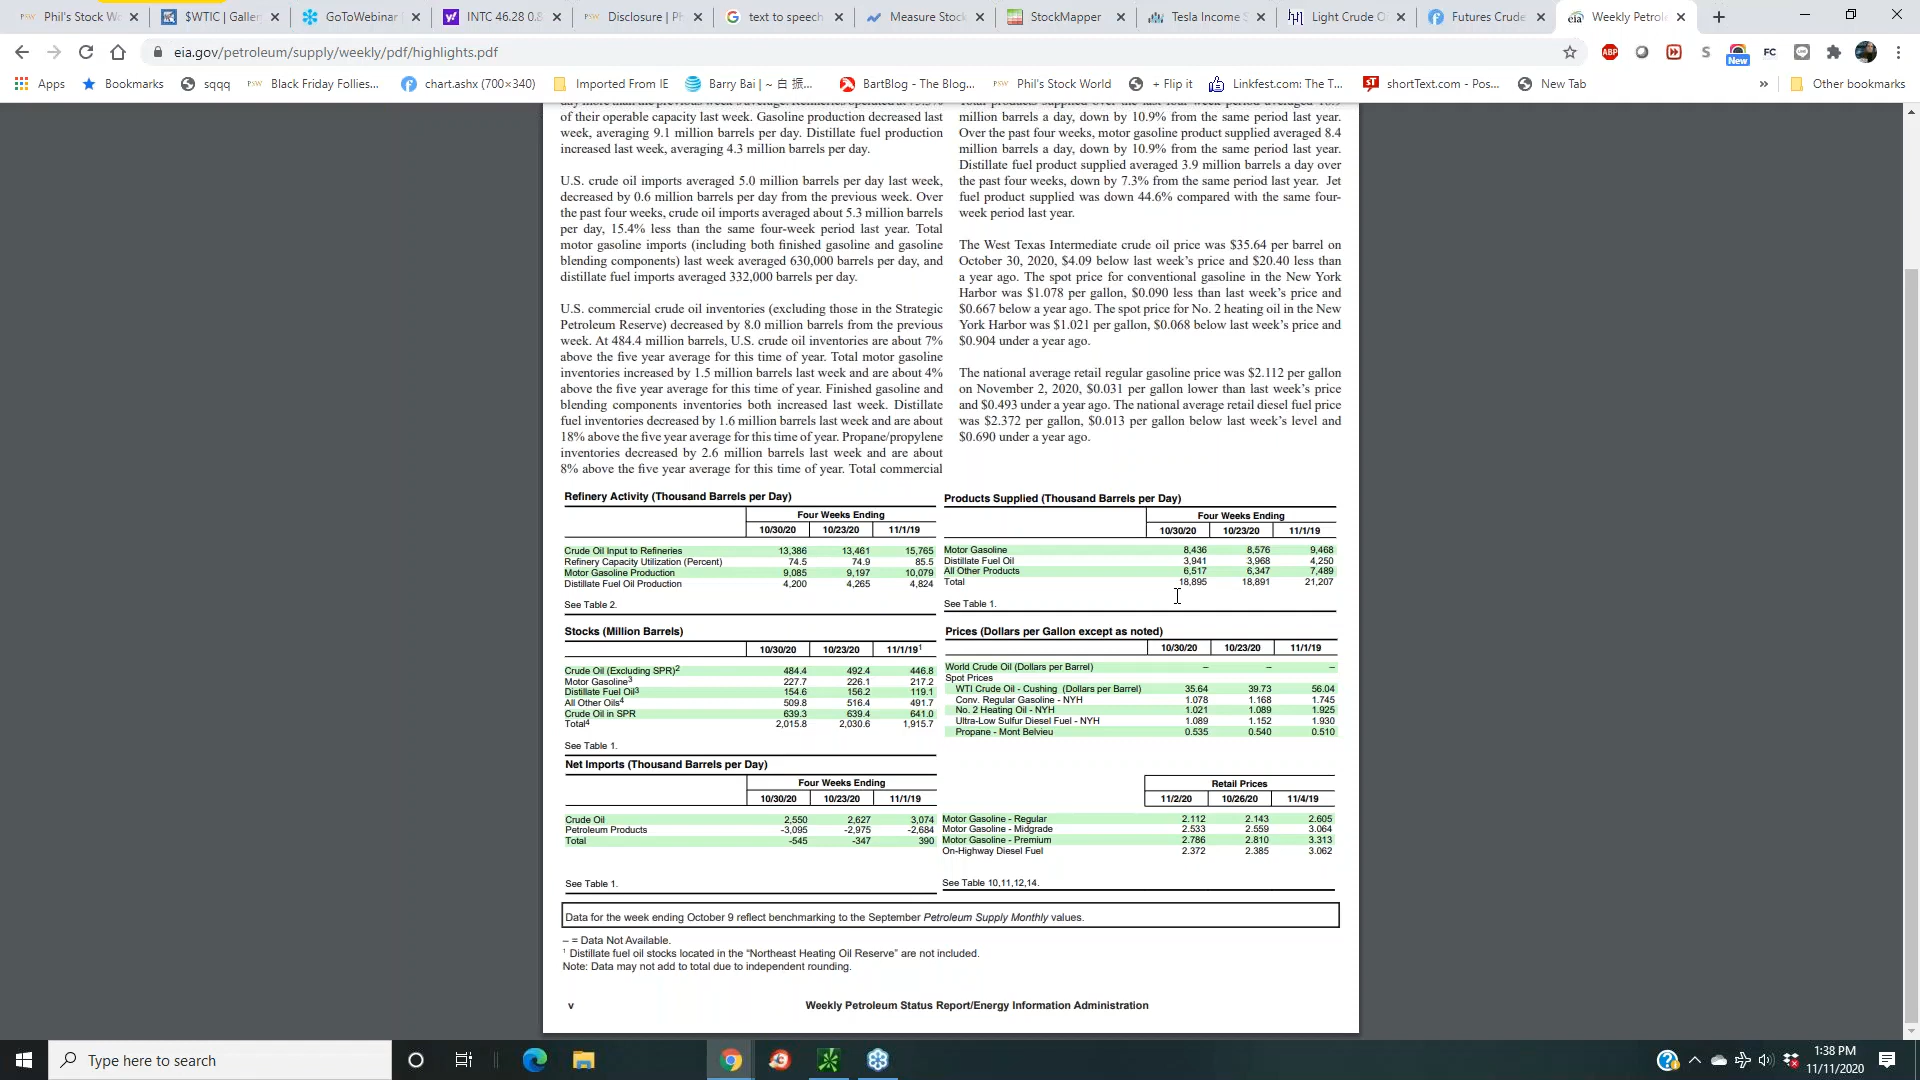 Phil's Stock Wo
$WTIC | Galler
GoToWebinar
INTC 46.28 0.8
Disclosure | Ph
text to speech
Measure Stock
StockMapper
Tesla Income S
Light Crude O
Futures Crude
Weekly Petrol
eia.gov/petroleum/supply/weekly/pdf/highlights.pdf
ABP
S
FC
New
Apps
Bookmarks
sqqq
Black Friday Follies...
chart.ashx (700×340)
Imported From IE
Barry Bai | ~ 白 振...
BartBlog - The Blog...
Phil's Stock World
+ Flip it
Linkfest.com: The T...
shortText.com - Pos...
New Tab
»
Other bookmarks
day more than the previous week's average. Refineries operated at 75.3%
of their operable capacity last week. Gasoline production decreased last
week, averaging 9.1 million barrels per day. Distillate fuel production
increased last week, averaging 4.3 million barrels per day.
U.S. crude oil imports averaged 5.0 million barrels per day last week,
decreased by 0.6 million barrels per day from the previous week. Over
the past four weeks, crude oil imports averaged about 5.3 million barrels
per day, 15.4% less than the same four-week period last year. Total
motor gasoline imports (including both finished gasoline and gasoline
blending components) last week averaged 630,000 barrels per day, and
distillate fuel imports averaged 332,000 barrels per day.
U.S. commercial crude oil inventories (excluding those in the Strategic
Petroleum Reserve) decreased by 8.0 million barrels from the previous
week. At 484.4 million barrels, U.S. crude oil inventories are about 7%
above the five year average for this time of year. Total motor gasoline
inventories increased by 1.5 million barrels last week and are about 4%
above the five year average for this time of year. Finished gasoline and
blending components inventories both increased last week. Distillate
fuel inventories decreased by 1.6 million barrels last week and are about
18% above the five year average for this time of year. Propane/propylene
inventories decreased by 2.6 million barrels last week and are about
8% above the five year average for this time of year. Total commercial
Total products supplied over the last four-week period averaged 18.9
million barrels a day, down by 10.9% from the same period last year.
Over the past four weeks, motor gasoline product supplied averaged 8.4
million barrels a day, down by 10.9% from the same period last year.
Distillate fuel product supplied averaged 3.9 million barrels a day over
the past four weeks, down by 7.3% from the same period last year. Jet
fuel product supplied was down 44.6% compared with the same four-
week period last year.
The West Texas Intermediate crude oil price was $35.64 per barrel on
October 30, 2020, $4.09 below last week's price and $20.40 less than
a year ago. The spot price for conventional gasoline in the New York
Harbor was $1.078 per gallon, $0.090 less than last week's price and
$0.667 below a year ago. The spot price for No. 2 heating oil in the New
York Harbor was $1.021 per gallon, $0.068 below last week's price and
$0.904 under a year ago.
The national average retail regular gasoline price was $2.112 per gallon
on November 2, 2020, $0.031 per gallon lower than last week's price
and $0.493 under a year ago. The national average retail diesel fuel price
was $2.372 per gallon, $0.013 per gallon below last week's level and
$0.690 under a year ago.
Refinery Activity (Thousand Barrels per Day)
Four Weeks Ending
10/30/20 10/23/20 11/1/19
Crude Oil Input to Refineries 13,386 13,461 15,765
Refinery Capacity Utilization (Percent) 74.5 74.9 85.5
Motor Gasoline Production 9,085 9,197 10,079
Distillate Fuel Oil Production 4,200 4,265 4,824
See Table 2.
Products Supplied (Thousand Barrels per Day)
Four Weeks Ending
10/30/20 10/23/20 11/1/19
Motor Gasoline 8,436 8,576 9,468
Distillate Fuel Oil 3,941 3,968 4,250
All Other Products 6,517 6,347 7,489
Total 18,895 18,891 21,207
See Table 1.
Stocks (Million Barrels)
10/30/20 10/23/20 11/1/19¹
Crude Oil (Excluding SPR)² 484.4 492.4 446.8
Motor Gasoline³ 227.7 226.1 217.2
Distillate Fuel Oil³ 154.6 156.2 119.1
All Other Oils⁴ 509.8 516.4 491.7
Crude Oil in SPR 639.3 639.4 641.0
Total⁴ 2,015.8 2,030.6 1,915.7
See Table 1.
Prices (Dollars per Gallon except as noted)
10/30/20 10/23/20 11/1/19
World Crude Oil (Dollars per Barrel) – – –
Spot Prices
WTI Crude Oil - Cushing (Dollars per Barrel) 35.64 39.73 56.04
Conv. Regular Gasoline - NYH 1.078 1.168 1.745
No. 2 Heating Oil - NYH 1.021 1.089 1.925
Ultra-Low Sulfur Diesel Fuel - NYH 1.089 1.152 1.930
Propane - Mont Belvieu 0.535 0.540 0.510
Net Imports (Thousand Barrels per Day)
Four Weeks Ending
10/30/20 10/23/20 11/1/19
Crude Oil 2,550 2,627 3,074
Petroleum Products -3,095 -2,975 -2,684
Total -545 -347 390
See Table 1.
Retail Prices
11/2/20 10/26/20 11/4/19
Motor Gasoline - Regular 2.112 2.143 2.605
Motor Gasoline - Midgrade 2.533 2.559 3.064
Motor Gasoline - Premium 2.786 2.810 3.313
On-Highway Diesel Fuel 2.372 2.385 3.062
See Table 10,11,12,14.
Data for the week ending October 9 reflect benchmarking to the September Petroleum Supply Monthly values.
– = Data Not Available.
¹ Distillate fuel oil stocks located in the "Northeast Heating Oil Reserve" are not included.
Note: Data may not add to total due to independent rounding.
v
Weekly Petroleum Status Report/Energy Information Administration
Type here to search
1:38 PM
11/11/2020